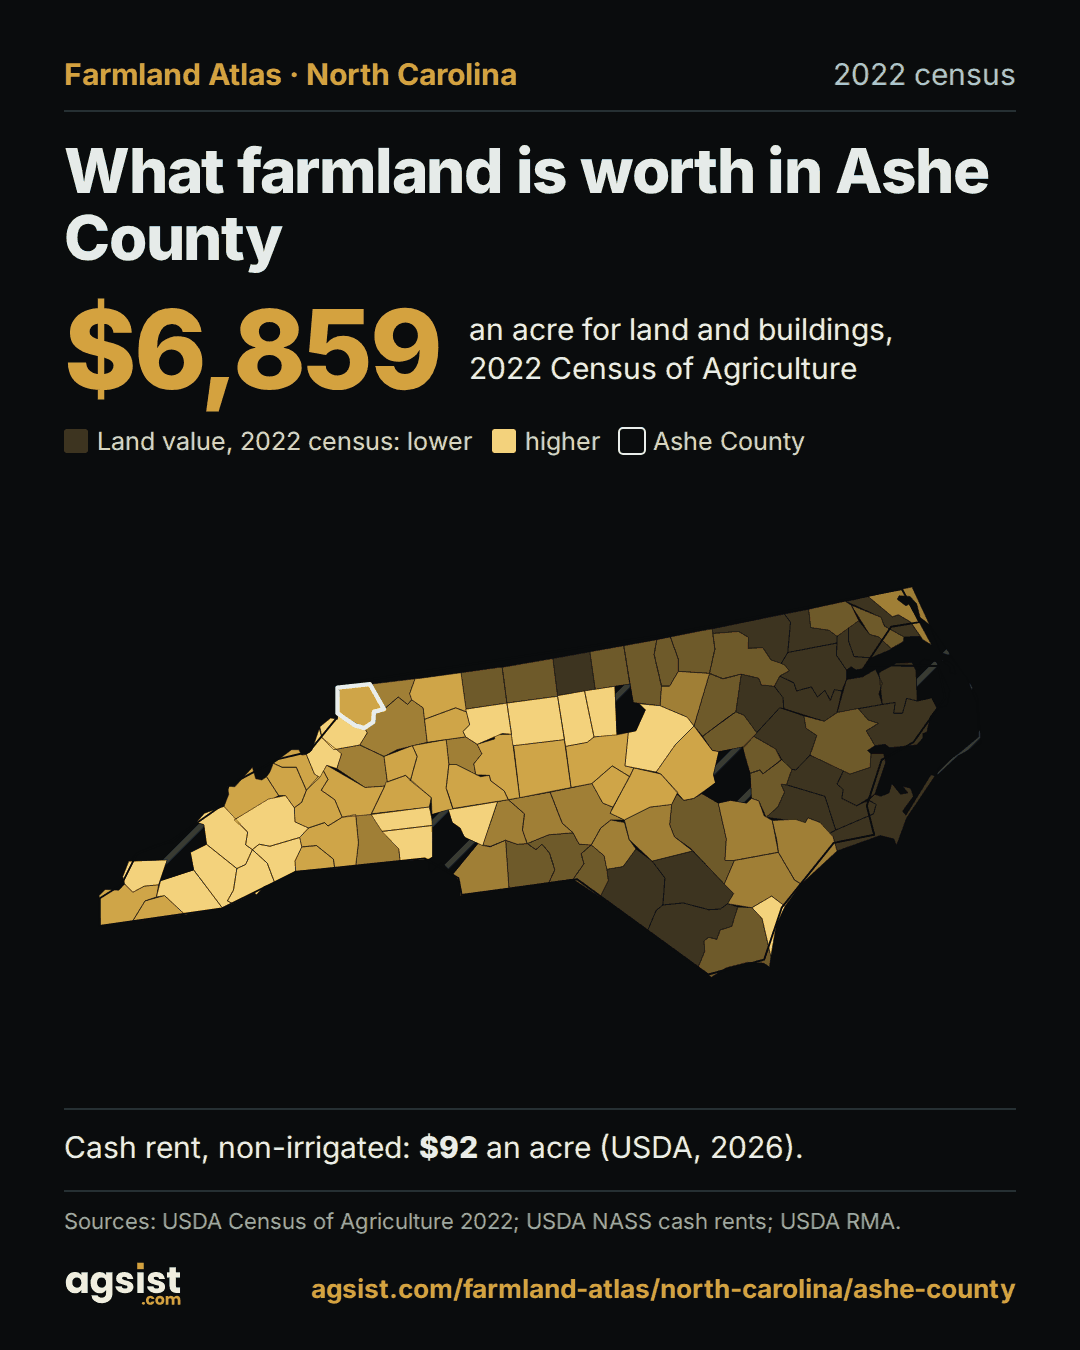 Farmland Atlas · North Carolina
2022 census
What farmland is worth in Ashe
County
$6,859
an acre for land and buildings,
2022 Census of Agriculture
Land value, 2022 census: lower
higher
Ashe County
Cash rent, non-irrigated: $92 an acre (USDA, 2026).
Sources: USDA Census of Agriculture 2022; USDA NASS cash rents; USDA RMA.
agsist
.com
agsist.com/farmland-atlas/north-carolina/ashe-county